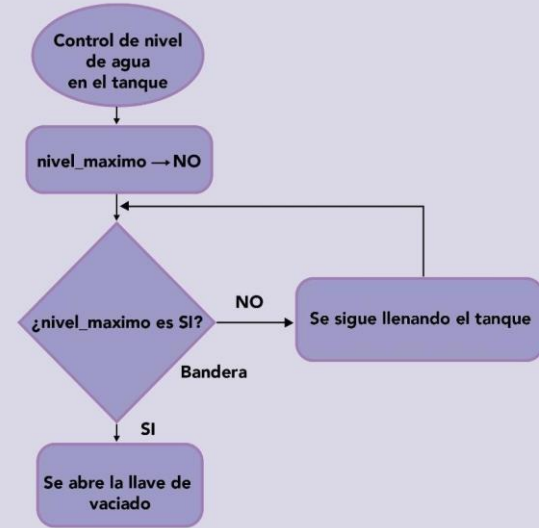 Control de nivel
de agua
en el tanque
nivel_maximo → NO
¿nivel_maximo es SI?
NO
Se sigue llenando el tanque
Bandera
SI
Se abre la llave de
vaciado